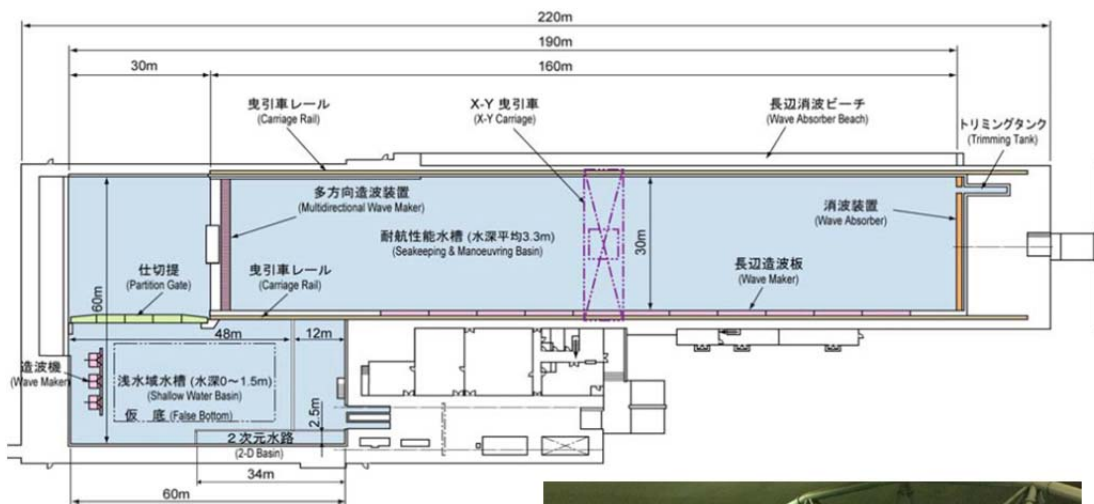 220m
190m
30m
160m
曳引車レール
(Carriage Rail)
X-Y 曳引車
(X-Y Carriage)
長辺消波ビーチ
(Wave Absorber Beach)
トリミングタンク
(Trimming Tank)
多方向造波装置
(Multidirectional Wave Maker)
消波装置
(Wave Absorber)
耐航性能水槽 (水深平均3.3m)
(Seakeeping & Manoeuvring Basin)
30m
仕切提
(Partition Gate)
曳引車レール
(Carriage Rail)
長辺造波板
(Wave Maker)
60m
48m
12m
造波機
(Wave Maker)
浅水域水槽 (水深0～1.5m)
(Shallow Water Basin)
仮 底 (False Bottom)
2.5m
2 次元水路
(2-D Basin)
34m
60m